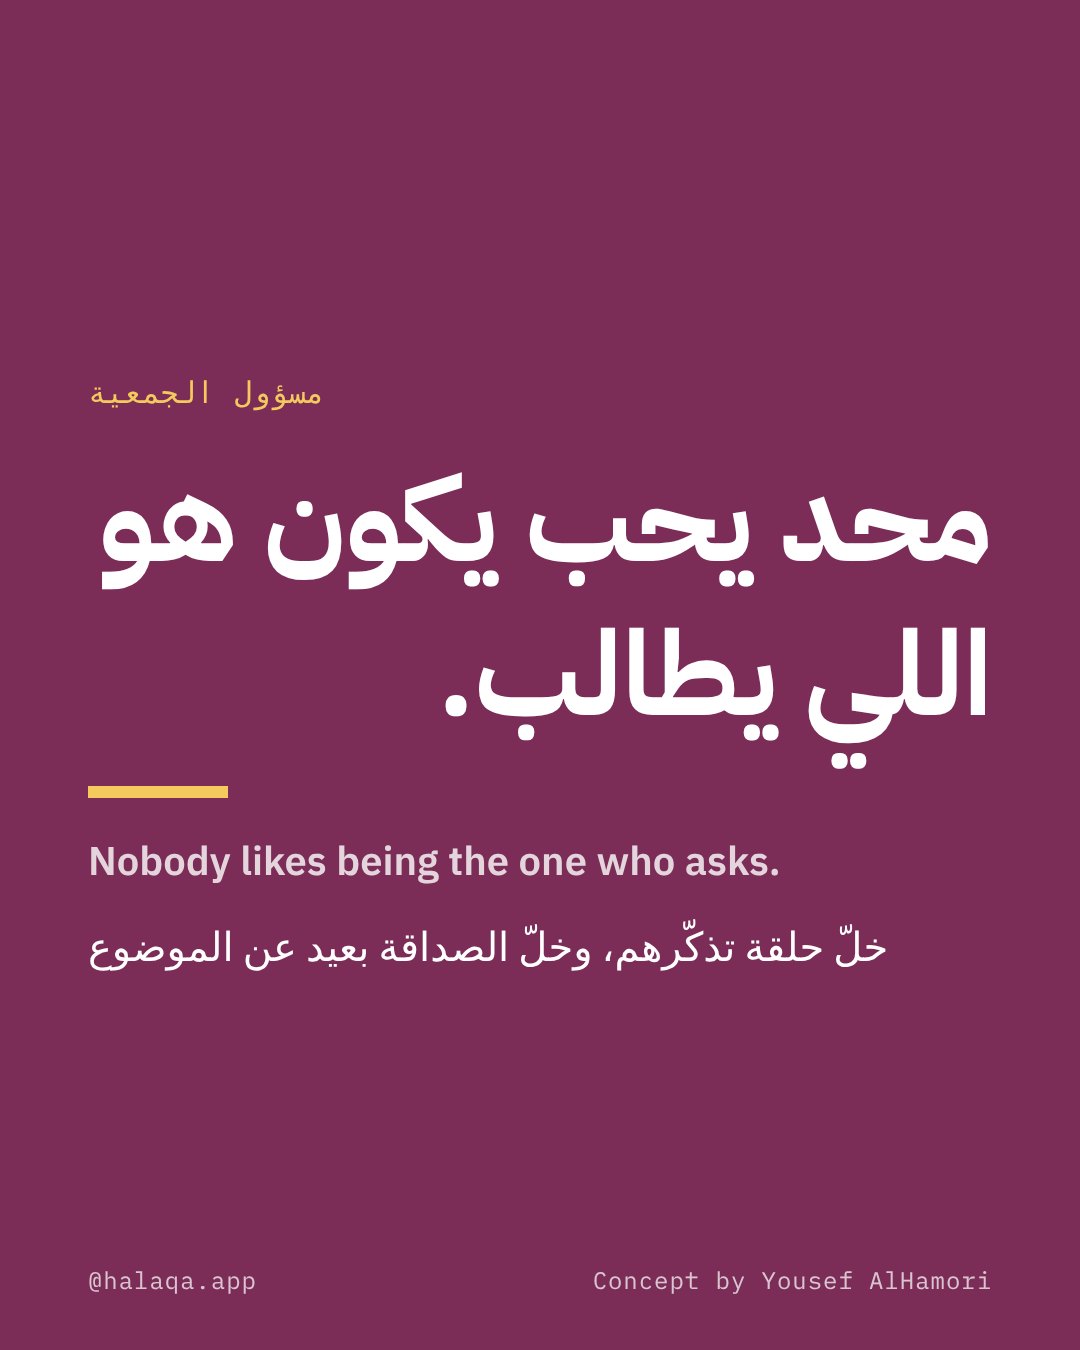 مسؤول الجمعية
محد يحب يكون هو
اللي يطالب.
Nobody likes being the one who asks.
خلّ حلقة تذكّرهم، وخلّ الصداقة بعيد عن الموضوع
@halaqa.app
Concept by Yousef AlHamori